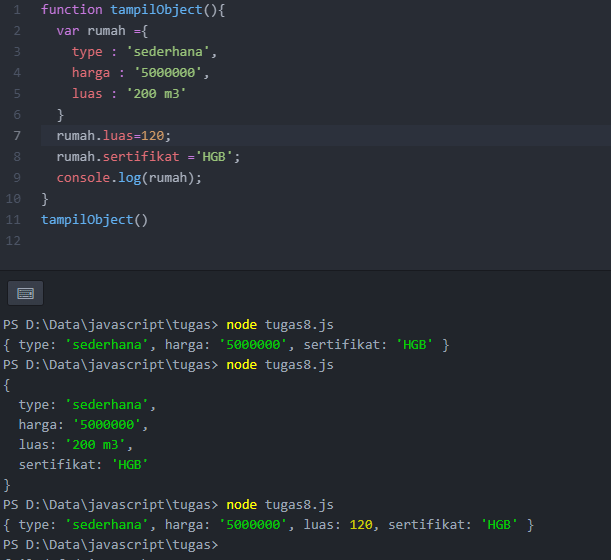 1 function tampilObject(){
2 var rumah ={
3 type : 'sederhana',
4 harga : '5000000',
5 luas : '200 m3'
6 }
7 rumah.luas=120;
8 rumah.sertifikat ='HGB';
9 console.log(rumah);
10 }
11 tampilObject()
12
PS D:\Data\javascript\tugas> node tugas8.js
{ type: 'sederhana', harga: '5000000', sertifikat: 'HGB' }
PS D:\Data\javascript\tugas> node tugas8.js
{
type: 'sederhana',
harga: '5000000',
luas: '200 m3',
sertifikat: 'HGB'
}
PS D:\Data\javascript\tugas> node tugas8.js
{ type: 'sederhana', harga: '5000000', luas: 120, sertifikat: 'HGB' }
PS D:\Data\javascript\tugas>